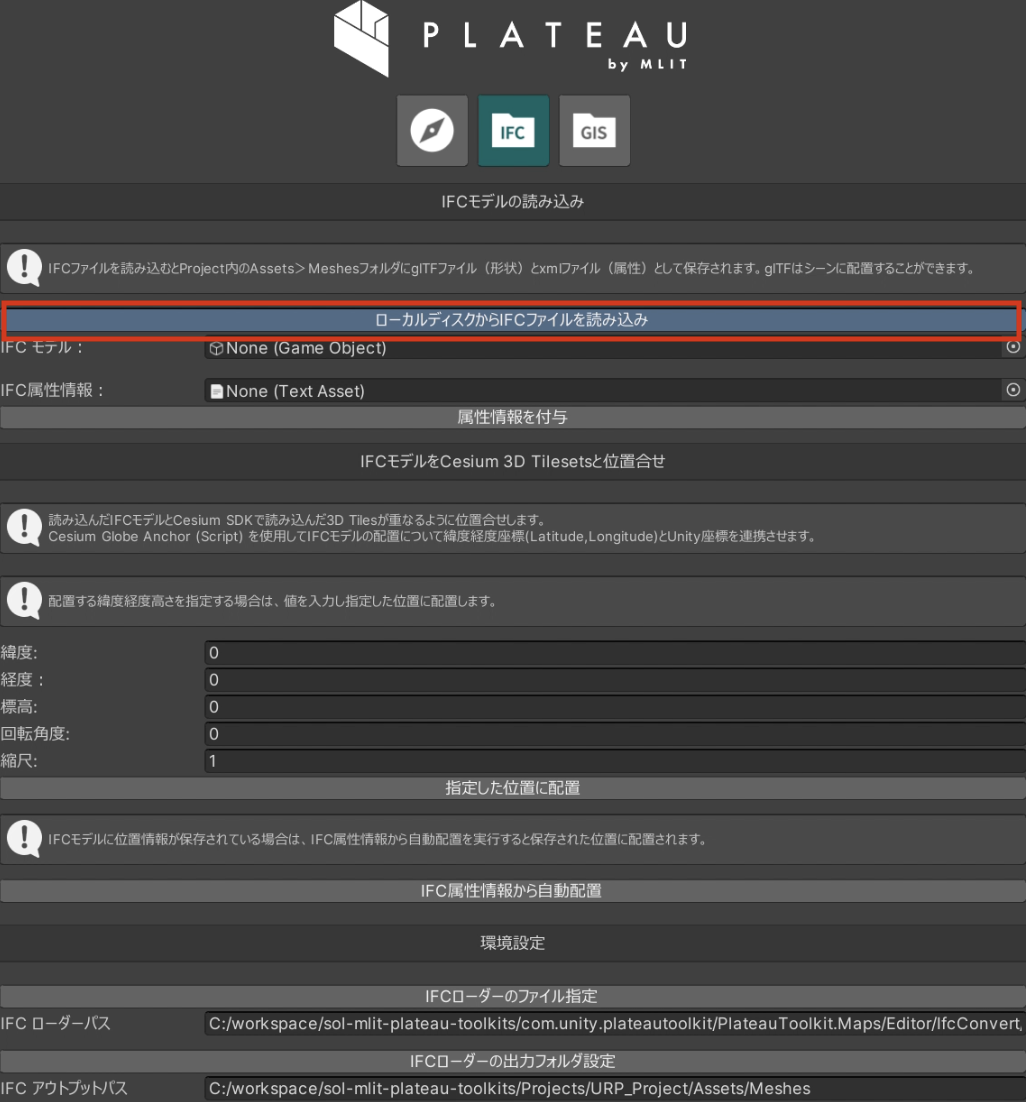 PLATEAU
by MLIT
IFC
GIS
IFCモデルの読み込み
IFCファイルを読み込むとProject内のAssets＞MeshesフォルダにglTFファイル（形状）とxmlファイル（属性）として保存されます。glTFはシーンに配置することができます。
ローカルディスクからIFCファイルを読み込み
IFC モデル：
None (Game Object)
IFC属性情報：
None (Text Asset)
属性情報を付与
IFCモデルをCesium 3D Tilesetsと位置合せ
読み込んだIFCモデルとCesium SDKで読み込んだ3D Tilesが重なるように位置合せします。
Cesium Globe Anchor (Script) を使用してIFCモデルの配置について緯度経度座標(Latitude,Longitude)とUnity座標を連携させます。
配置する緯度経度高さを指定する場合は、値を入力し指定した位置に配置します。
緯度:
0
経度：
0
標高:
0
回転角度:
0
縮尺:
1
指定した位置に配置
IFCモデルに位置情報が保存されている場合は、IFC属性情報から自動配置を実行すると保存された位置に配置されます。
IFC属性情報から自動配置
環境設定
IFCローダーのファイル指定
IFC ローダーパス
C:/workspace/sol-mlit-plateau-toolkits/com.unity.plateautoolkit/PlateauToolkit.Maps/Editor/IfcConvert
IFCローダーの出力フォルダ設定
IFC アウトプットパス
C:/workspace/sol-mlit-plateau-toolkits/Projects/URP_Project/Assets/Meshes